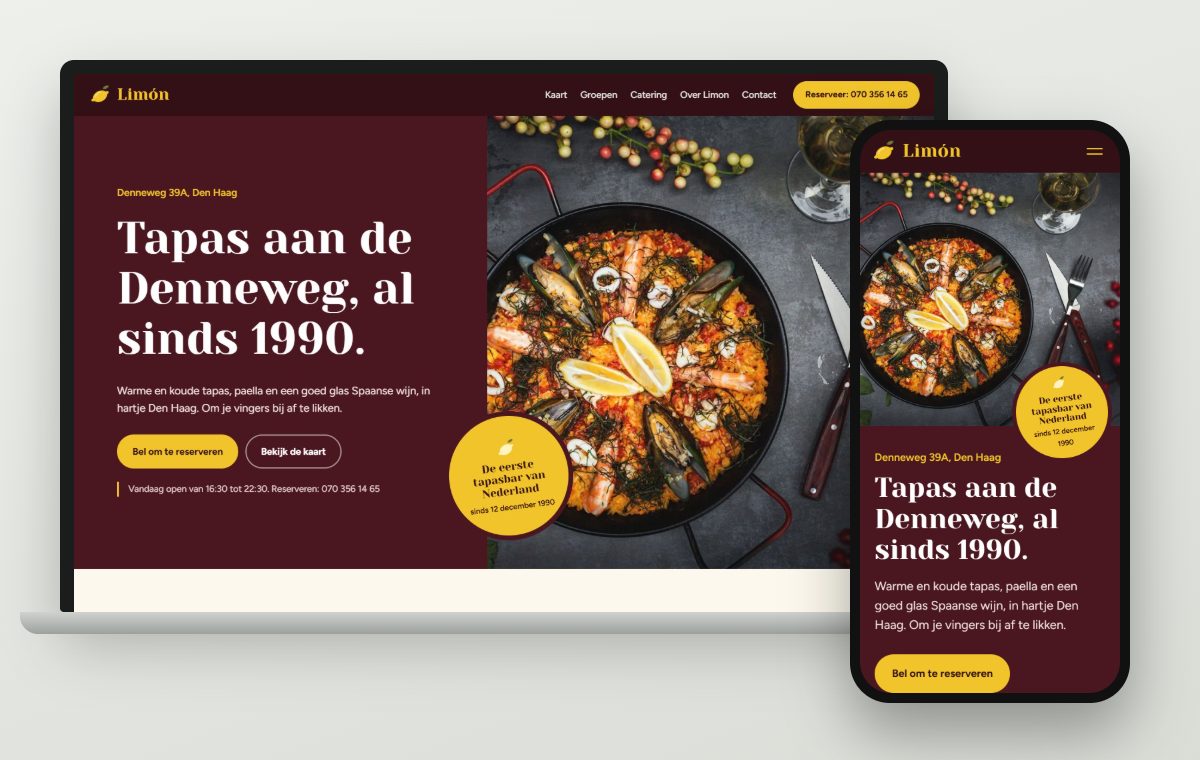 Limón
Kaart Groepen Catering Over Limon Contact Reserveer: 070 356 14 65
Denneweg 39A, Den Haag
Tapas aan de
Denneweg, al
sinds 1990.
Warme en koude tapas, paella en een goed glas Spaanse wijn, in
hartje Den Haag. Om je vingers bij af te likken.
Bel om te reserveren Bekijk de kaart
Vandaag open van 16:30 tot 22:30. Reserveren: 070 356 14 65
De eerste
tapasbar van
Nederland
sinds 12 december 1990
Limón
De eerste
tapasbar van
Nederland
sinds 12 december
1990
Denneweg 39A, Den Haag
Tapas aan de
Denneweg, al
sinds 1990.
Warme en koude tapas, paella en een
goed glas Spaanse wijn, in hartje Den
Haag. Om je vingers bij af te likken.
Bel om te reserveren